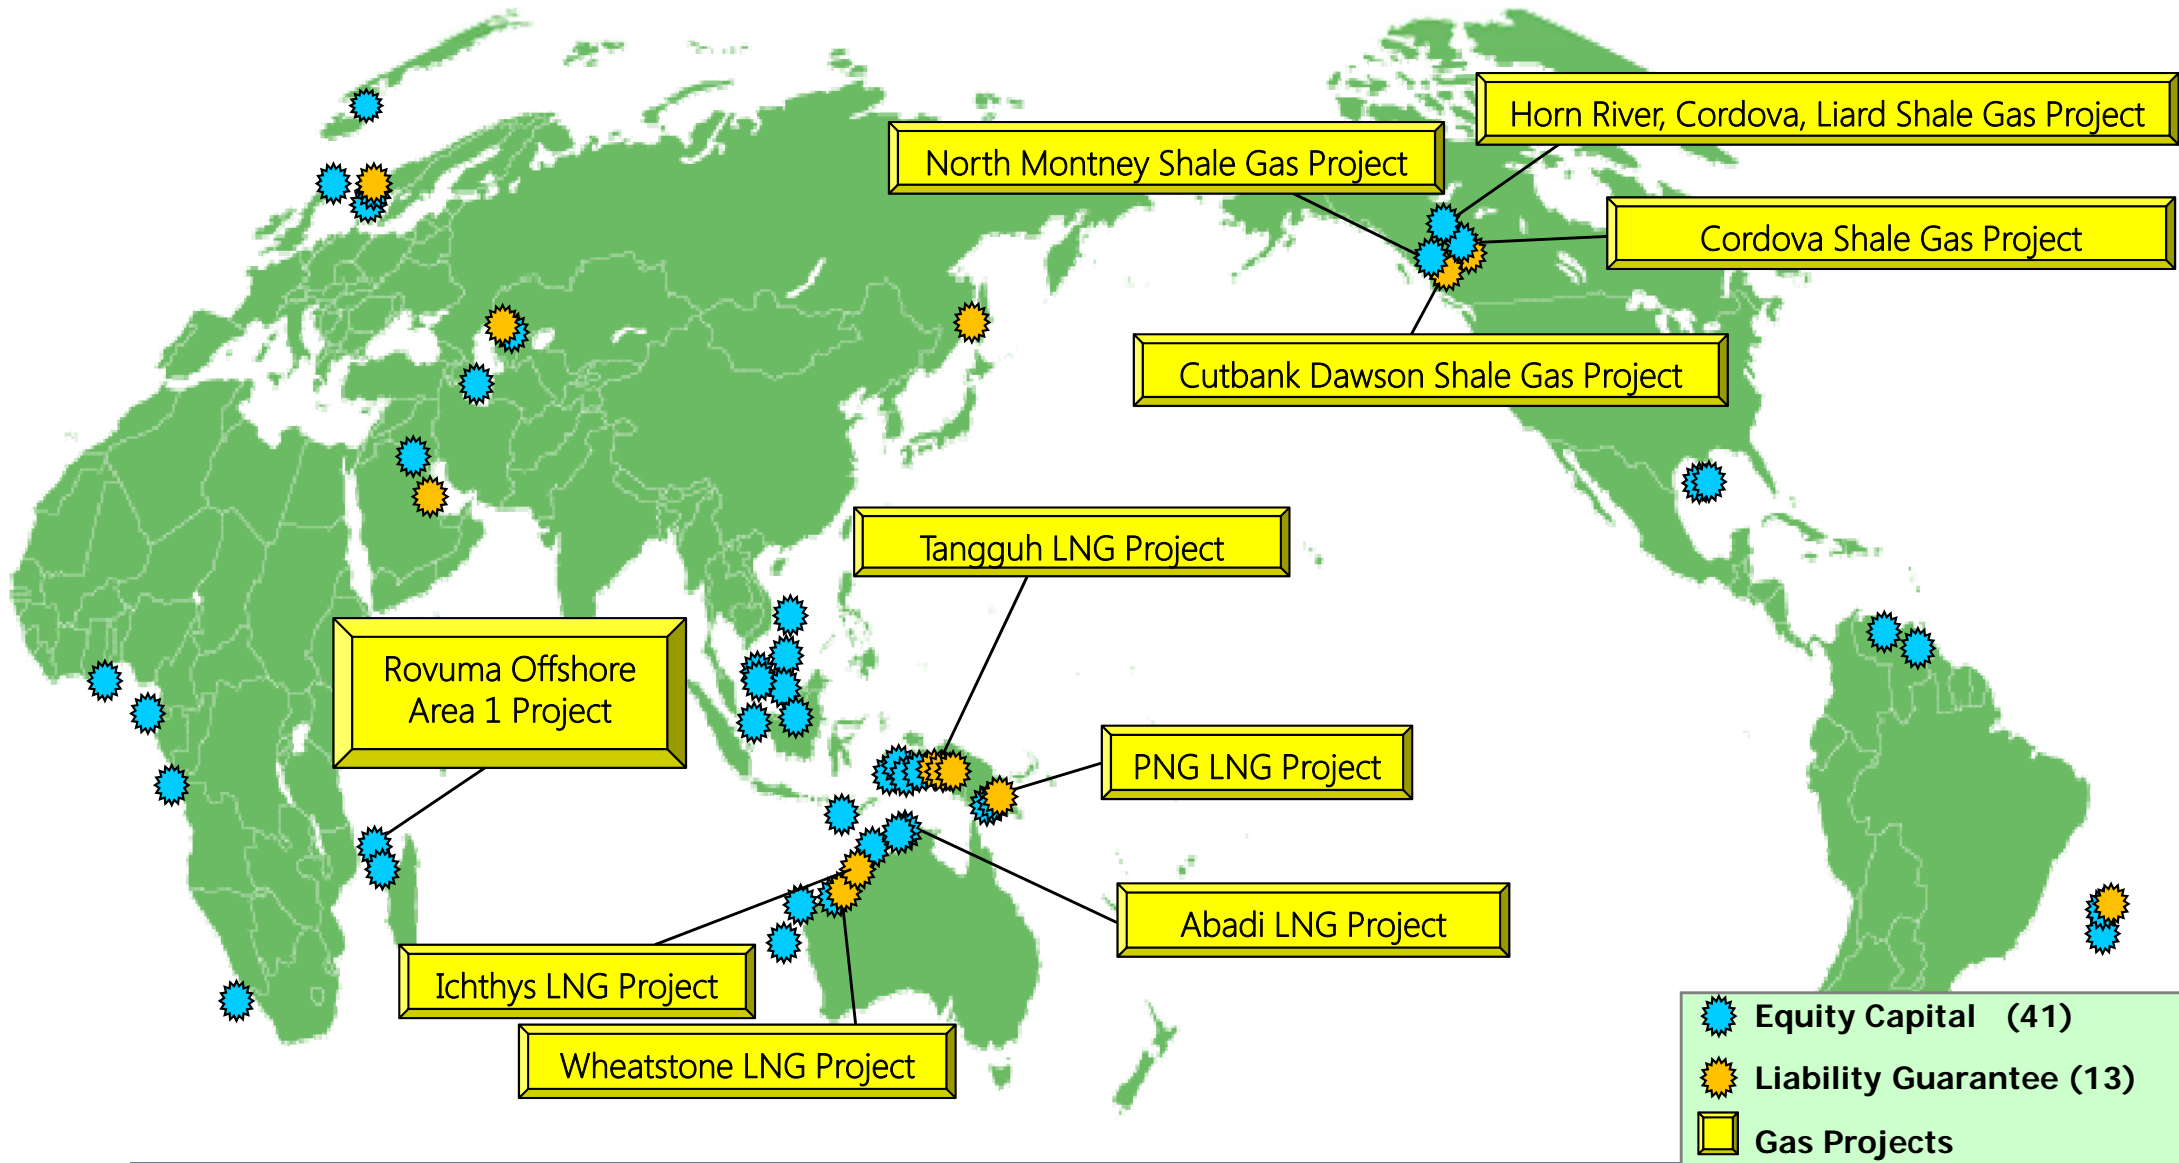 Horn River, Cordova, Liard Shale Gas Project
North Montney Shale Gas Project
Cordova Shale Gas Project
Cutbank Dawson Shale Gas Project
Tangguh LNG Project
Rovuma Offshore
Area 1 Project
PNG LNG Project
Abadi LNG Project
Ichthys LNG Project
Wheatstone LNG Project
Equity Capital (41)
Liability Guarantee (13)
Gas Projects